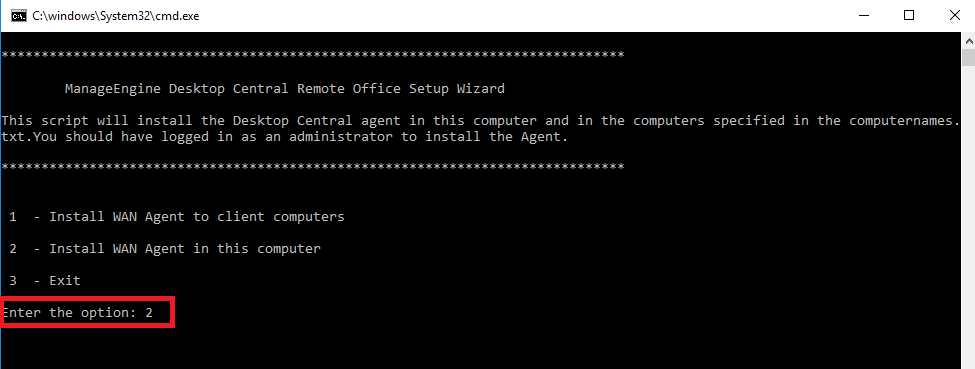 C:\windows\System32\cmd.exe
******************************************************************************
ManageEngine Desktop Central Remote Office Setup Wizard
This script will install the Desktop Central agent in this computer and in the computers specified in the computernames.
txt.You should have logged in as an administrator to install the Agent.
******************************************************************************
1 - Install WAN Agent to client computers
2 - Install WAN Agent in this computer
3 - Exit
Enter the option: 2